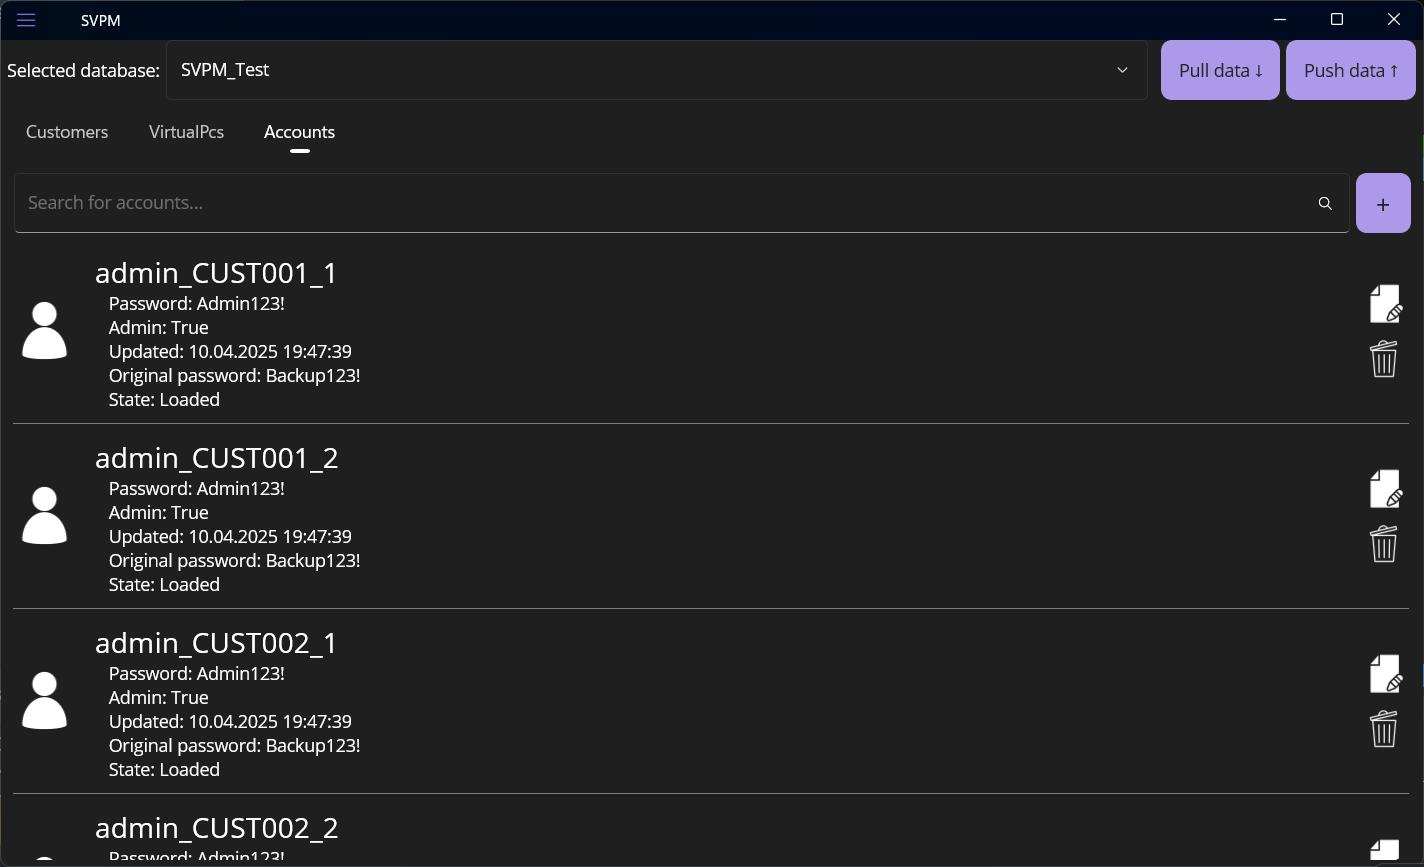 SVPM
Selected database: SVPM_Test
Pull data ↓ Push data ↑
Customers VirtualPcs Accounts
Search for accounts...
+
admin_CUST001_1
Password: Admin123!
Admin: True
Updated: 10.04.2025 19:47:39
Original password: Backup123!
State: Loaded
admin_CUST001_2
Password: Admin123!
Admin: True
Updated: 10.04.2025 19:47:39
Original password: Backup123!
State: Loaded
admin_CUST002_1
Password: Admin123!
Admin: True
Updated: 10.04.2025 19:47:39
Original password: Backup123!
State: Loaded
admin_CUST002_2
Password: Admin123!